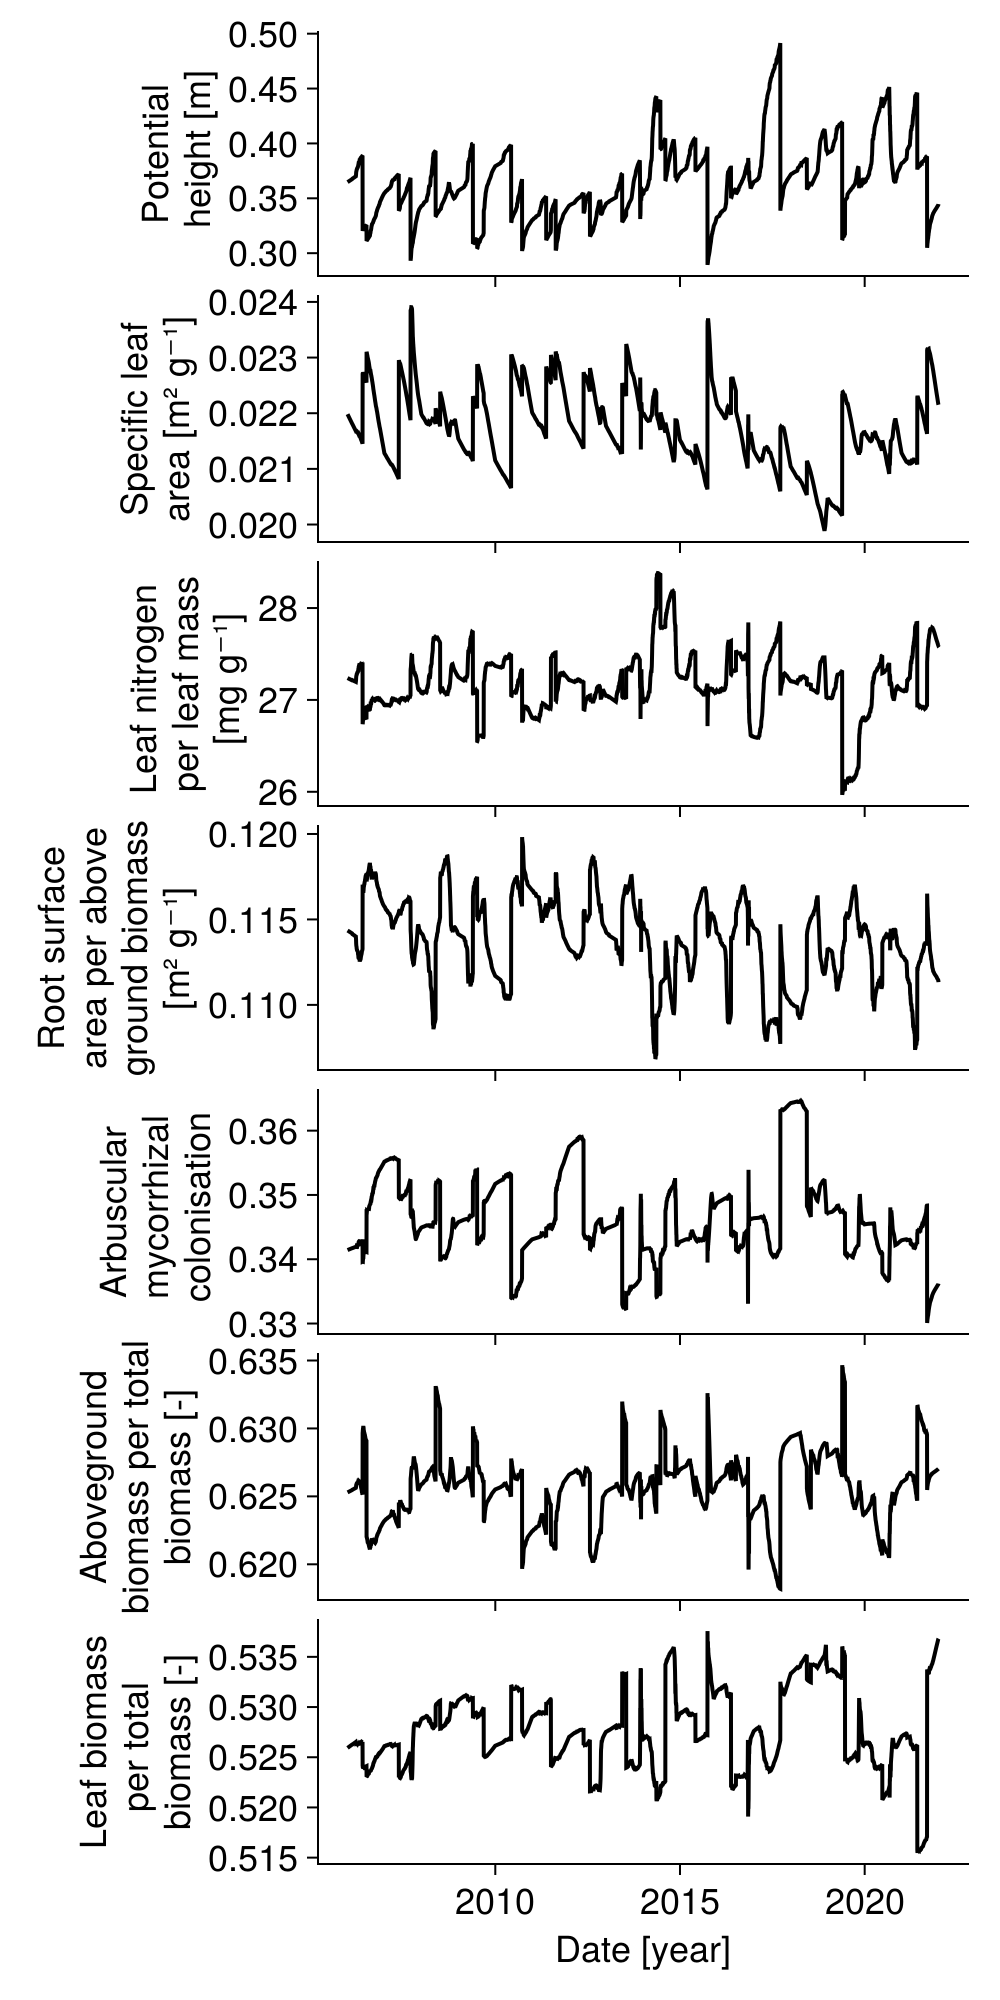 Potential
height [m]
0.50
0.45
0.40
0.35
0.30
Specific leaf
area [m² g⁻¹]
0.024
0.023
0.022
0.021
0.020
Leaf nitrogen
per leaf mass
[mg g⁻¹]
28
27
26
Root surface
area per above
ground biomass
[m² g⁻¹]
0.120
0.115
0.110
Arbuscular
mycorrhizal
colonisation
0.36
0.35
0.34
0.33
Aboveground
biomass per total
biomass [-]
0.635
0.630
0.625
0.620
Leaf biomass
per total
biomass [-]
0.535
0.530
0.525
0.520
0.515
2010
2015
2020
Date [year]